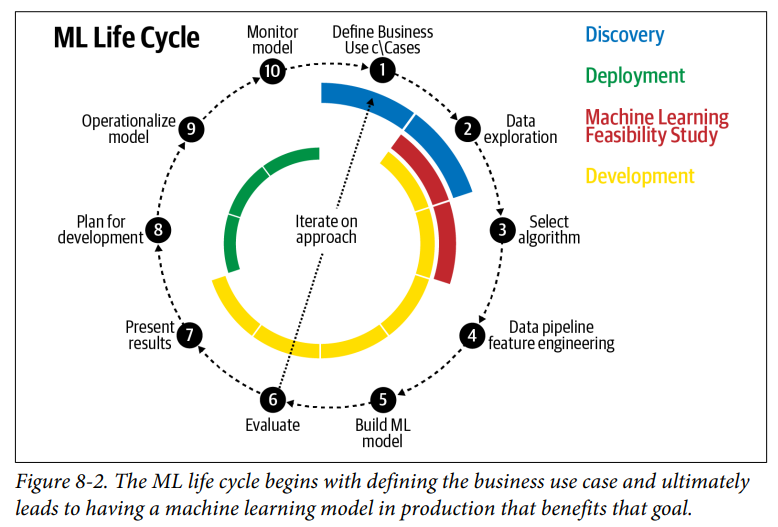 ML Life Cycle
Monitor
model
10
Define Business
Use c\Cases
1
Data
exploration
2
Select
algorithm
3
Data pipeline
feature engineering
4
Build ML
model
5
Evaluate
6
Present
results
7
Plan for
development
8
Operationalize
model
9
Iterate on
approach
Discovery
Deployment
Machine Learning
Feasibility Study
Development
Figure 8-2. The ML life cycle begins with defining the business use case and ultimately
leads to having a machine learning model in production that benefits that goal.